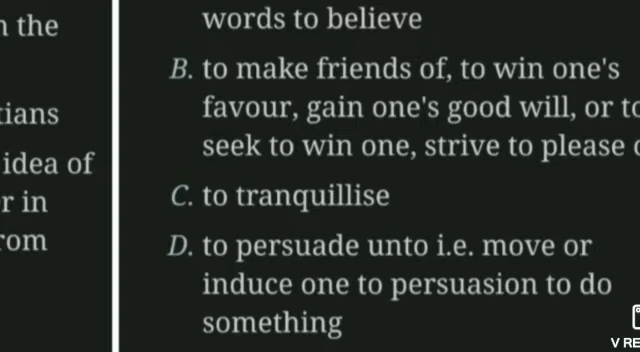 n the
tians
idea of
r in
rom
words to believe
B. to make friends of, to win one's
favour, gain one's good will, or to
seek to win one, strive to please
C. to tranquillise
D. to persuade unto i.e. move or
induce one to persuasion to do
something
V RE